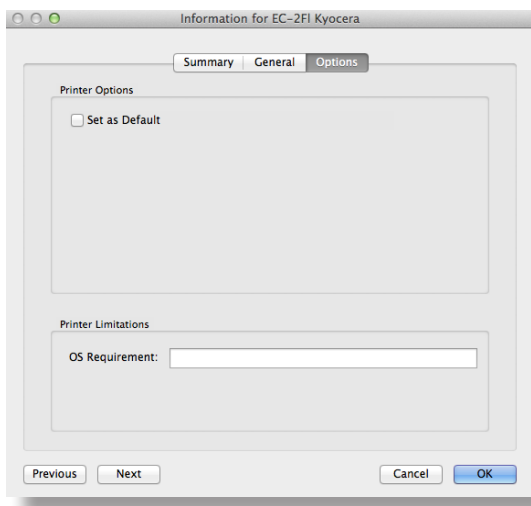 Information for EC-2Fl Kyocera
Summary General Options
Printer Options
Set as Default
Printer Limitations
OS Requirement:
Previous Next Cancel OK